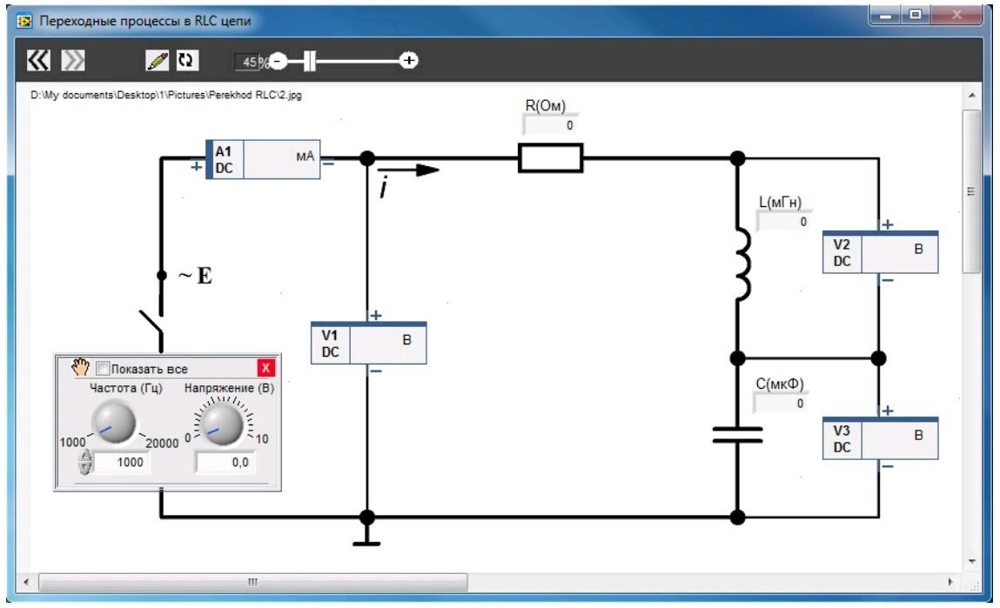 Переходные процессы в RLC цепи
45%
D:\My documents\Desktop\1\Pictures\Perekhod RLC\2.jpg
R(Ом)
0
A1
DC
мА
i
L(мГн)
0
V2
DC
В
~ E
V1
DC
В
Показать все
X
Частота (Гц)
Напряжение (В)
1000
20000
0
10
1000
0,0
C(мкФ)
0
V3
DC
В